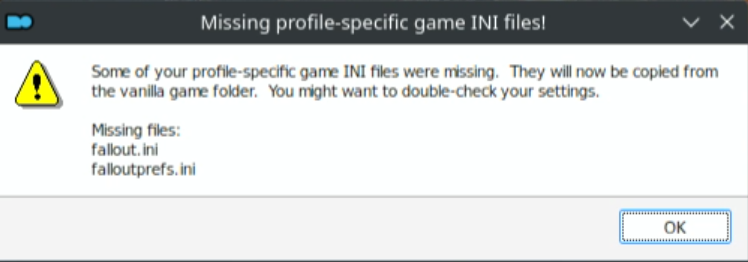 Missing profile-specific game INI files!
Some of your profile-specific game INI files were missing.  They will now be copied from
the vanilla game folder.  You might want to double-check your settings.
Missing files:
fallout.ini
falloutprefs.ini
OK